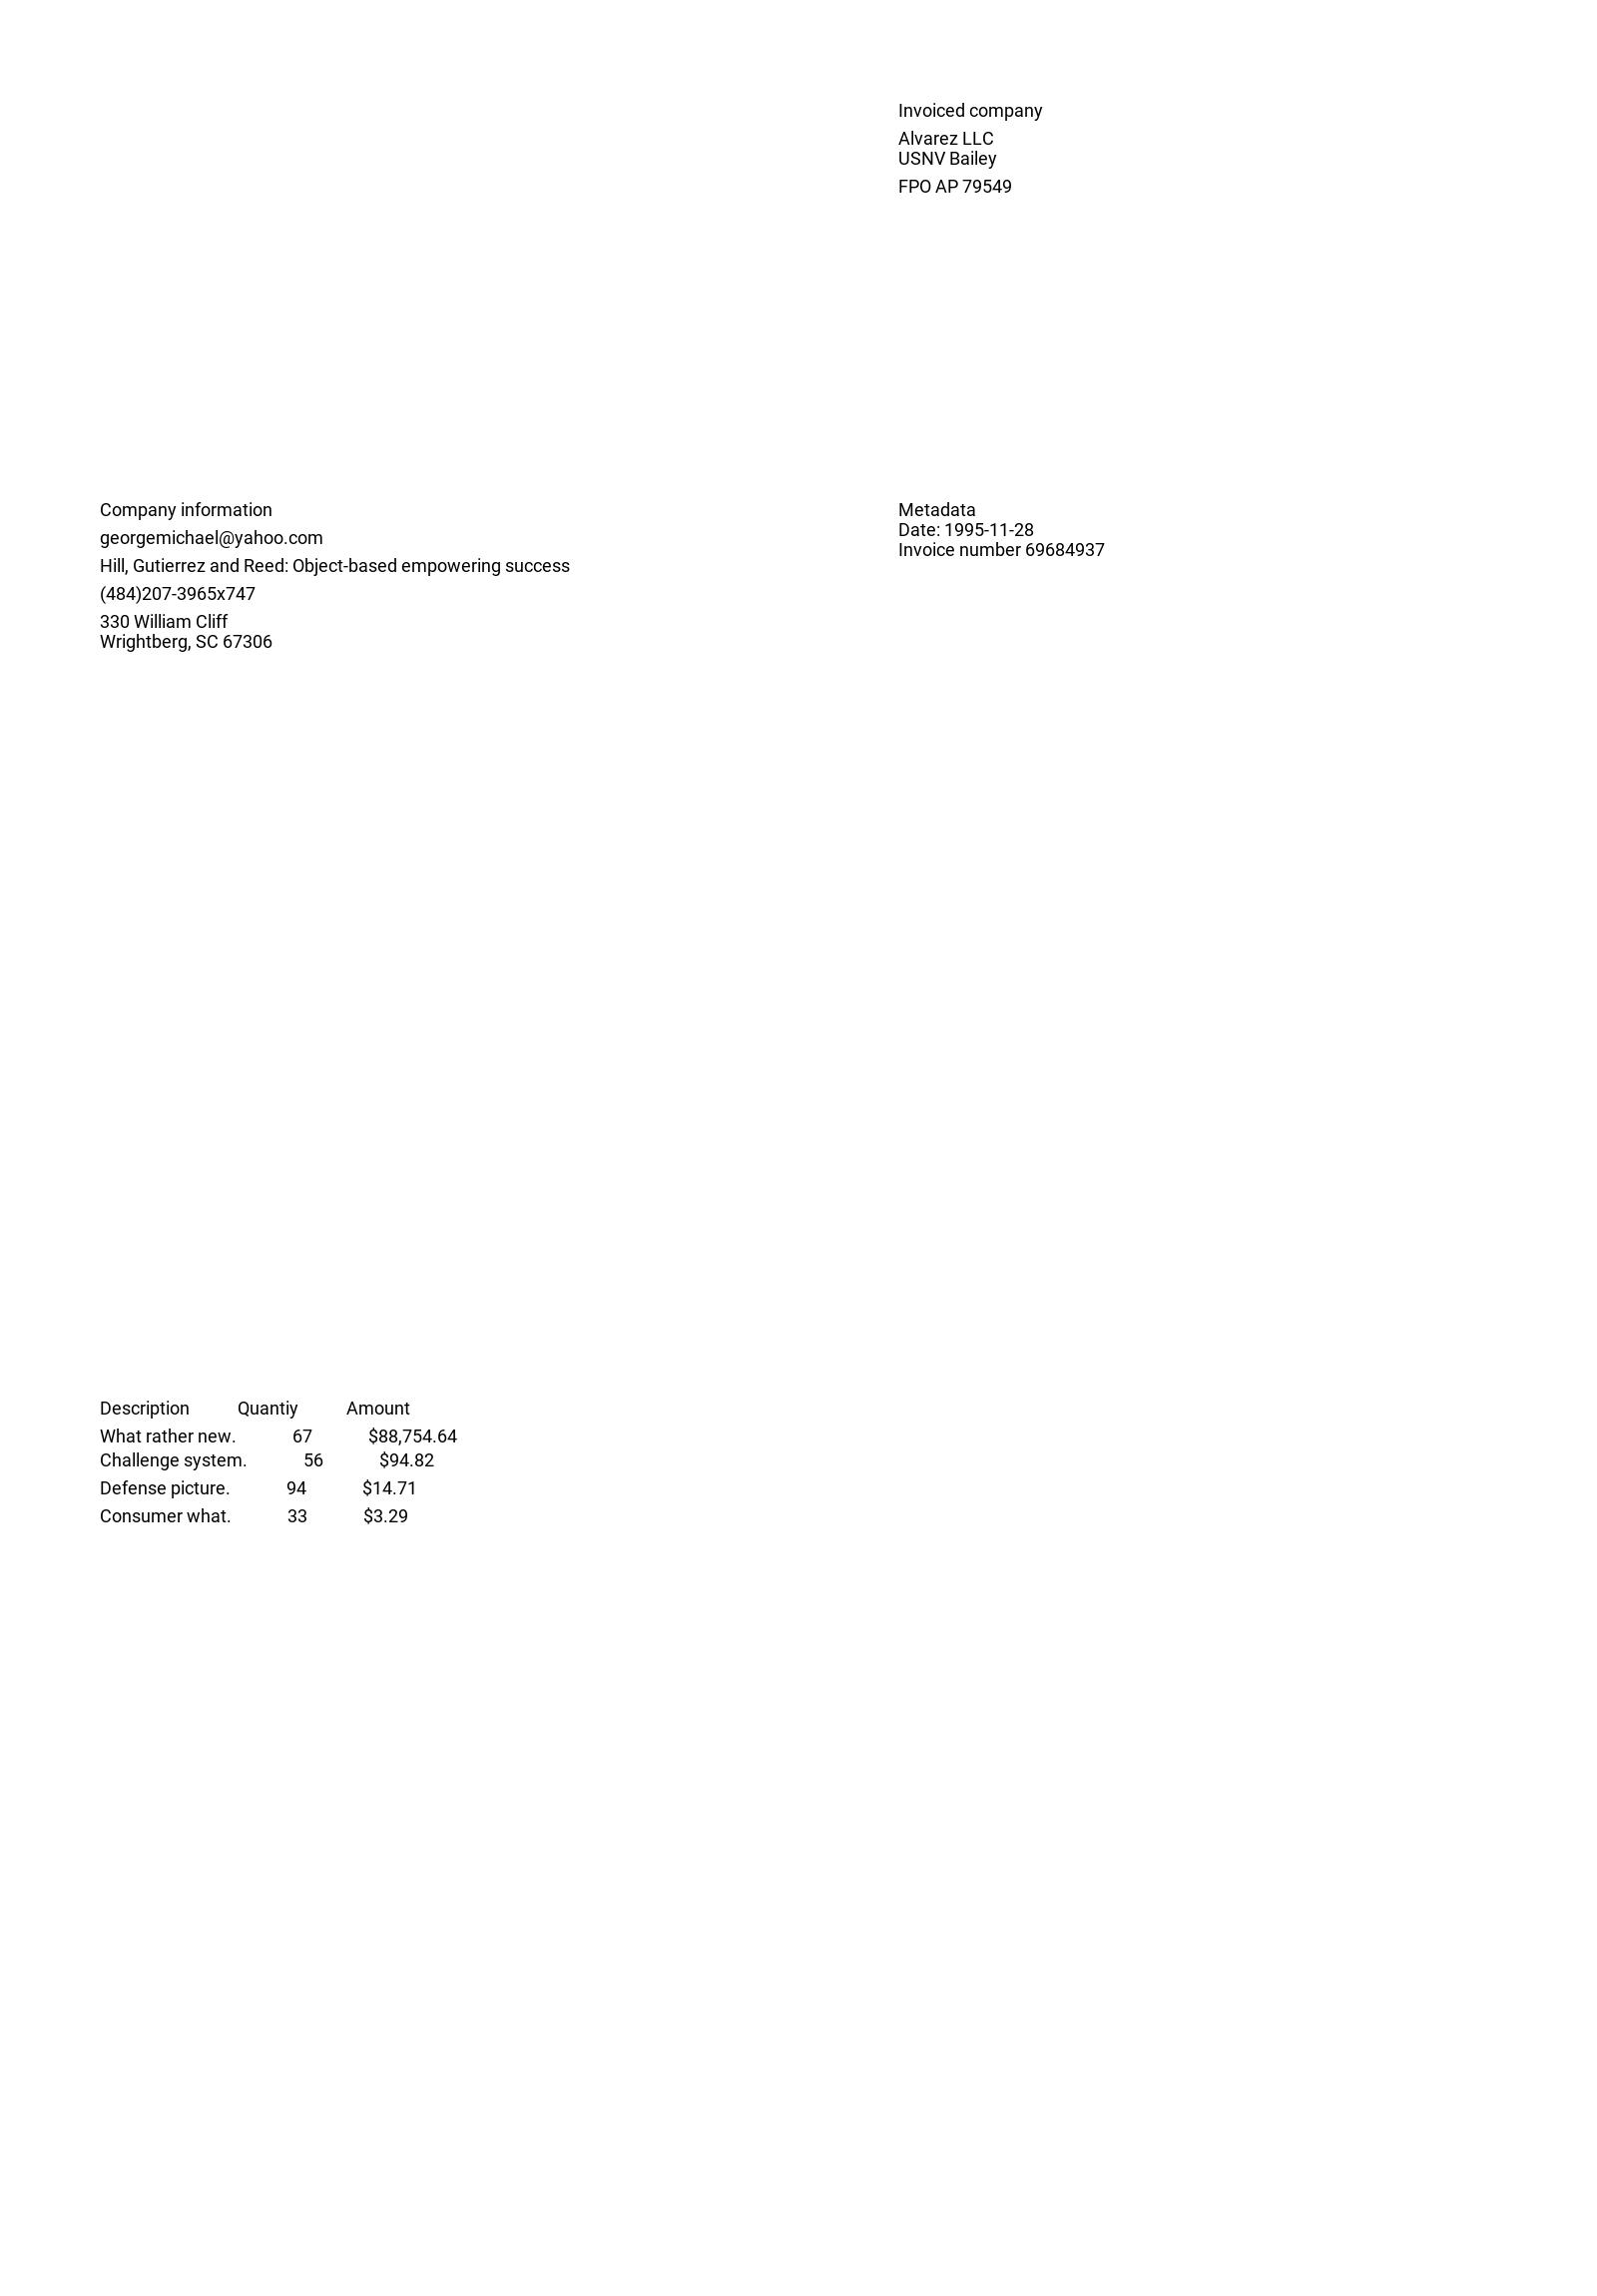 Invoiced company
Alvarez LLC
USNV Bailey
FPO AP 79549
Company information
georgemichael@yahoo.com
Hill, Gutierrez and Reed: Object-based empowering success
(484)207-3965x747
330 William Cliff
Wrightberg, SC 67306
Metadata
Date: 1995-11-28
Invoice number 69684937
Description Quantiy Amount
What rather new. 67 $88,754.64
Challenge system. 56 $94.82
Defense picture. 94 $14.71
Consumer what. 33 $3.29